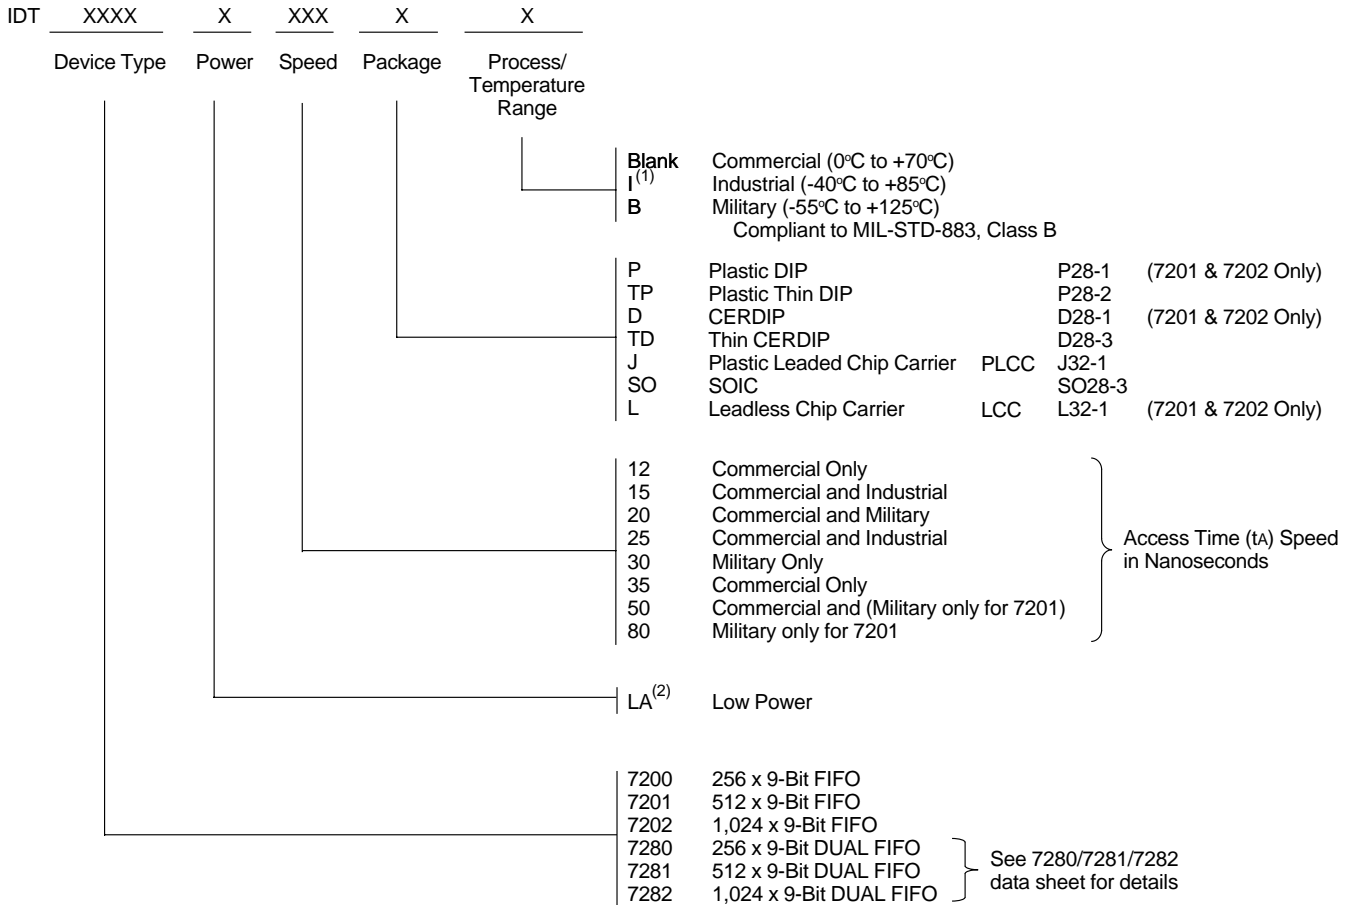 IDT XXXX X XXX X X
Device Type Power Speed Package Process/
Temperature
Range
Blank Commercial (0°C to +70°C)
I(1) Industrial (-40°C to +85°C)
B Military (-55°C to +125°C)
Compliant to MIL-STD-883, Class B
P Plastic DIP P28-1 (7201 & 7202 Only)
TP Plastic Thin DIP P28-2
D CERDIP D28-1 (7201 & 7202 Only)
TD Thin CERDIP D28-3
J Plastic Leaded Chip Carrier PLCC J32-1
SO SOIC SO28-3
L Leadless Chip Carrier LCC L32-1 (7201 & 7202 Only)
12 Commercial Only
15 Commercial and Industrial
20 Commercial and Military
25 Commercial and Industrial
30 Military Only
35 Commercial Only
50 Commercial and (Military only for 7201)
80 Military only for 7201
Access Time (tA) Speed
in Nanoseconds
LA(2) Low Power
7200 256 x 9-Bit FIFO
7201 512 x 9-Bit FIFO
7202 1,024 x 9-Bit FIFO
7280 256 x 9-Bit DUAL FIFO
7281 512 x 9-Bit DUAL FIFO
7282 1,024 x 9-Bit DUAL FIFO
See 7280/7281/7282
data sheet for details